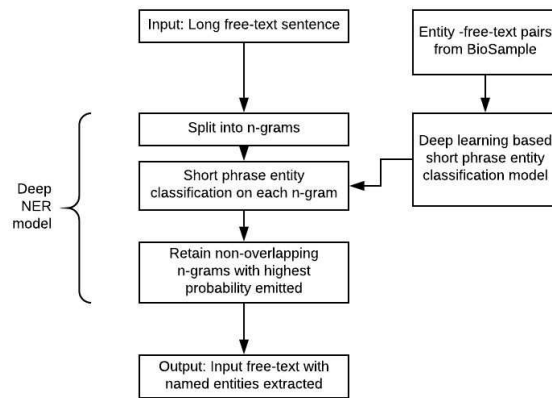 Input: Long free-text sentence
Entity -free-text pairs
from BioSample
Split into n-grams
Deep learning based
short phrase entity
classification model
Short phrase entity
classification on each n-gram
Deep
NER
model
Retain non-overlapping
n-grams with highest
probability emitted
Output: Input free-text with
named entities extracted